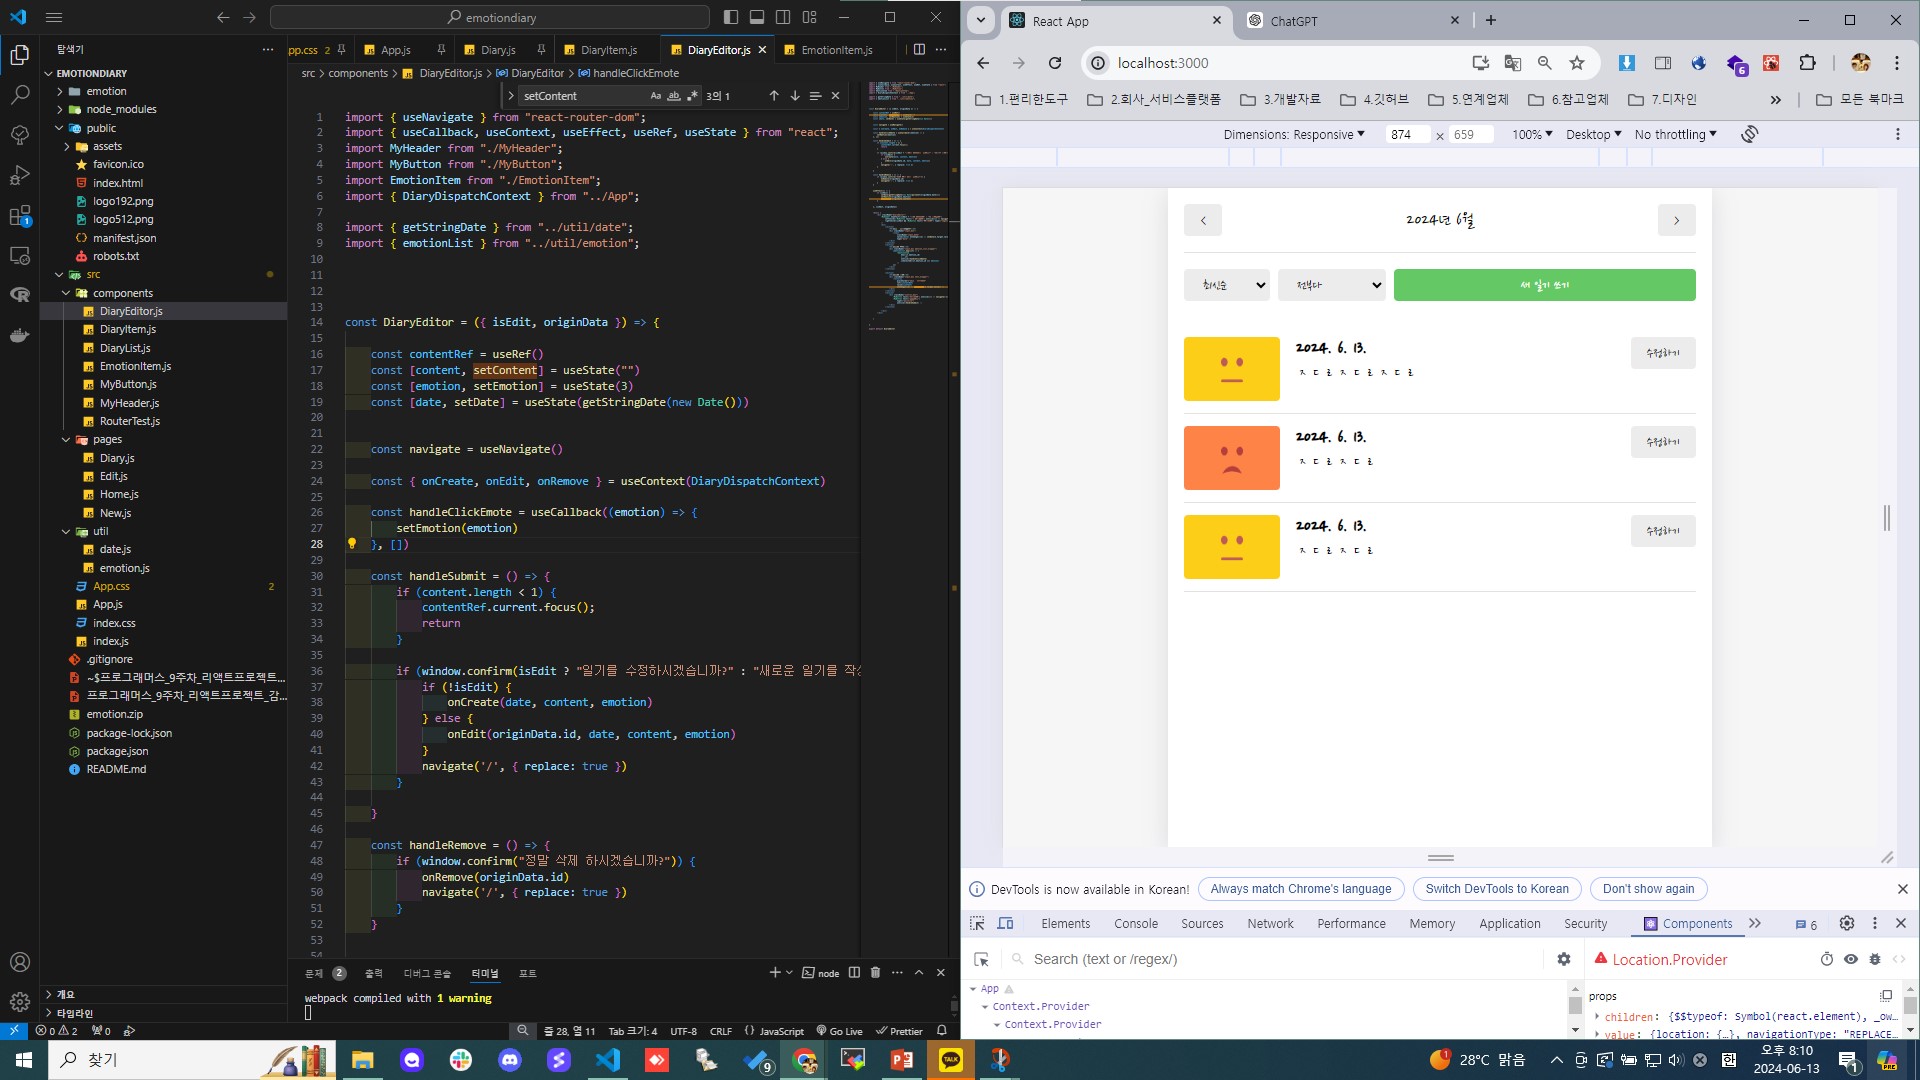 emotiondiary
탐색기
EMOTIONDIARY
emotion
node_modules
public
assets
favicon.ico
index.html
logo192.png
logo512.png
manifest.json
robots.txt
src
components
DiaryEditor.js
DiaryItem.js
DiaryList.js
EmotionItem.js
MyButton.js
MyHeader.js
RouterTest.js
pages
Diary.js
Edit.js
Home.js
New.js
util
date.js
emotion.js
App.css 2
App.js
index.css
index.js
.gitignore
~$프로그래머스_9주차_리액트프로젝트...
프로그래머스_9주차_리액트프로젝트_감...
emotion.zip
package-lock.json
package.json
README.md
개요
타임라인
pp.css 2 App.js Diary.js DiaryItem.js DiaryEditor.js EmotionItem.js
src > components > DiaryEditor.js > DiaryEditor > handleClickEmote
setContent Aa ab 3의 1
1 import { useNavigate } from "react-router-dom";
2 import { useCallback, useContext, useEffect, useRef, useState } from "react";
3 import MyHeader from "./MyHeader";
4 import MyButton from "./MyButton";
5 import EmotionItem from "./EmotionItem";
6 import { DiaryDispatchContext } from "../App";
7
8 import { getStringDate } from "../util/date";
9 import { emotionList } from "../util/emotion";
10
11
12
13
14 const DiaryEditor = ({ isEdit, originData }) => {
15
16 const contentRef = useRef()
17 const [content, setContent] = useState("")
18 const [emotion, setEmotion] = useState(3)
19 const [date, setDate] = useState(getStringDate(new Date()))
20
21
22 const navigate = useNavigate()
23
24 const { onCreate, onEdit, onRemove } = useContext(DiaryDispatchContext)
25
26 const handleClickEmote = useCallback((emotion) => {
27 setEmotion(emotion)
28 }, [])
29
30 const handleSubmit = () => {
31 if (content.length < 1) {
32 contentRef.current.focus();
33 return
34 }
35
36 if (window.confirm(isEdit ? "일기를 수정하시겠습니까?" : "새로운 일기를 작성
37 if (!isEdit) {
38 onCreate(date, content, emotion)
39 } else {
40 onEdit(originData.id, date, content, emotion)
41 }
42 navigate('/', { replace: true })
43 }
44
45 }
46
47 const handleRemove = () => {
48 if (window.confirm("정말 삭제 하시겠습니까?")) {
49 onRemove(originData.id)
50 navigate('/', { replace: true })
51 }
52 }
53
54
문제 2 출력 디버그 콘솔 터미널 포트 node
webpack compiled with 1 warning
0 2 0 줄 28, 열 11 Tab 크기: 4 UTF-8 CRLF {} JavaScript Go Live Prettier
React App ChatGPT
localhost:3000 6
1.편리한도구 2.회사_서비스플랫폼 3.개발자료 4.깃허브 5.연계업체 6.참고업체 7.디자인 » 모든 북마크
Dimensions: Responsive 874 × 659 100% Desktop No throttling
< 2024년 6월 >
최신순 전부다 새 일기 쓰기
2024. 6. 13. 수정하기
ㅈㄷㄹㅈㄷㄹㅈㄷㄹ
2024. 6. 13. 수정하기
ㅈㄷㄹㅈㄷㄹ
2024. 6. 13. 수정하기
ㅈㄷㄹㅈㄷㄹ
DevTools is now available in Korean! Always match Chrome's language Switch DevTools to Korean Don't show again
Elements Console Sources Network Performance Memory Application Security Components » 6
Search (text or /regex/) Location.Provider
App
Context.Provider
Context.Provider
props
children: {$$typeof: Symbol(react.element), _ow…
value: {location: {…}, navigationType: "REPLACE…
찾기 9 TALK 1 28°C 맑음 한 오후 8:10
2024-06-13 1 PRE